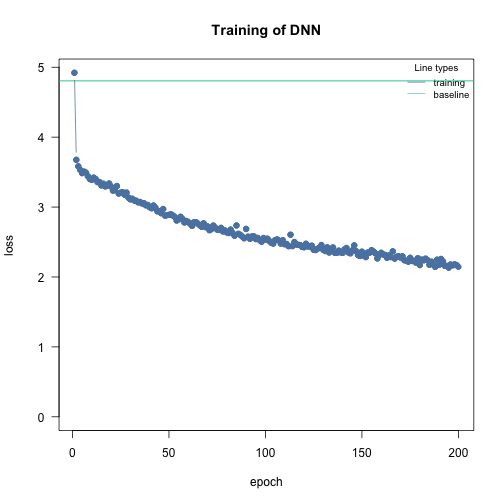 Training of DNN
Line types
training
baseline
5
4
3
2
1
0
loss
0 50 100 150 200
epoch